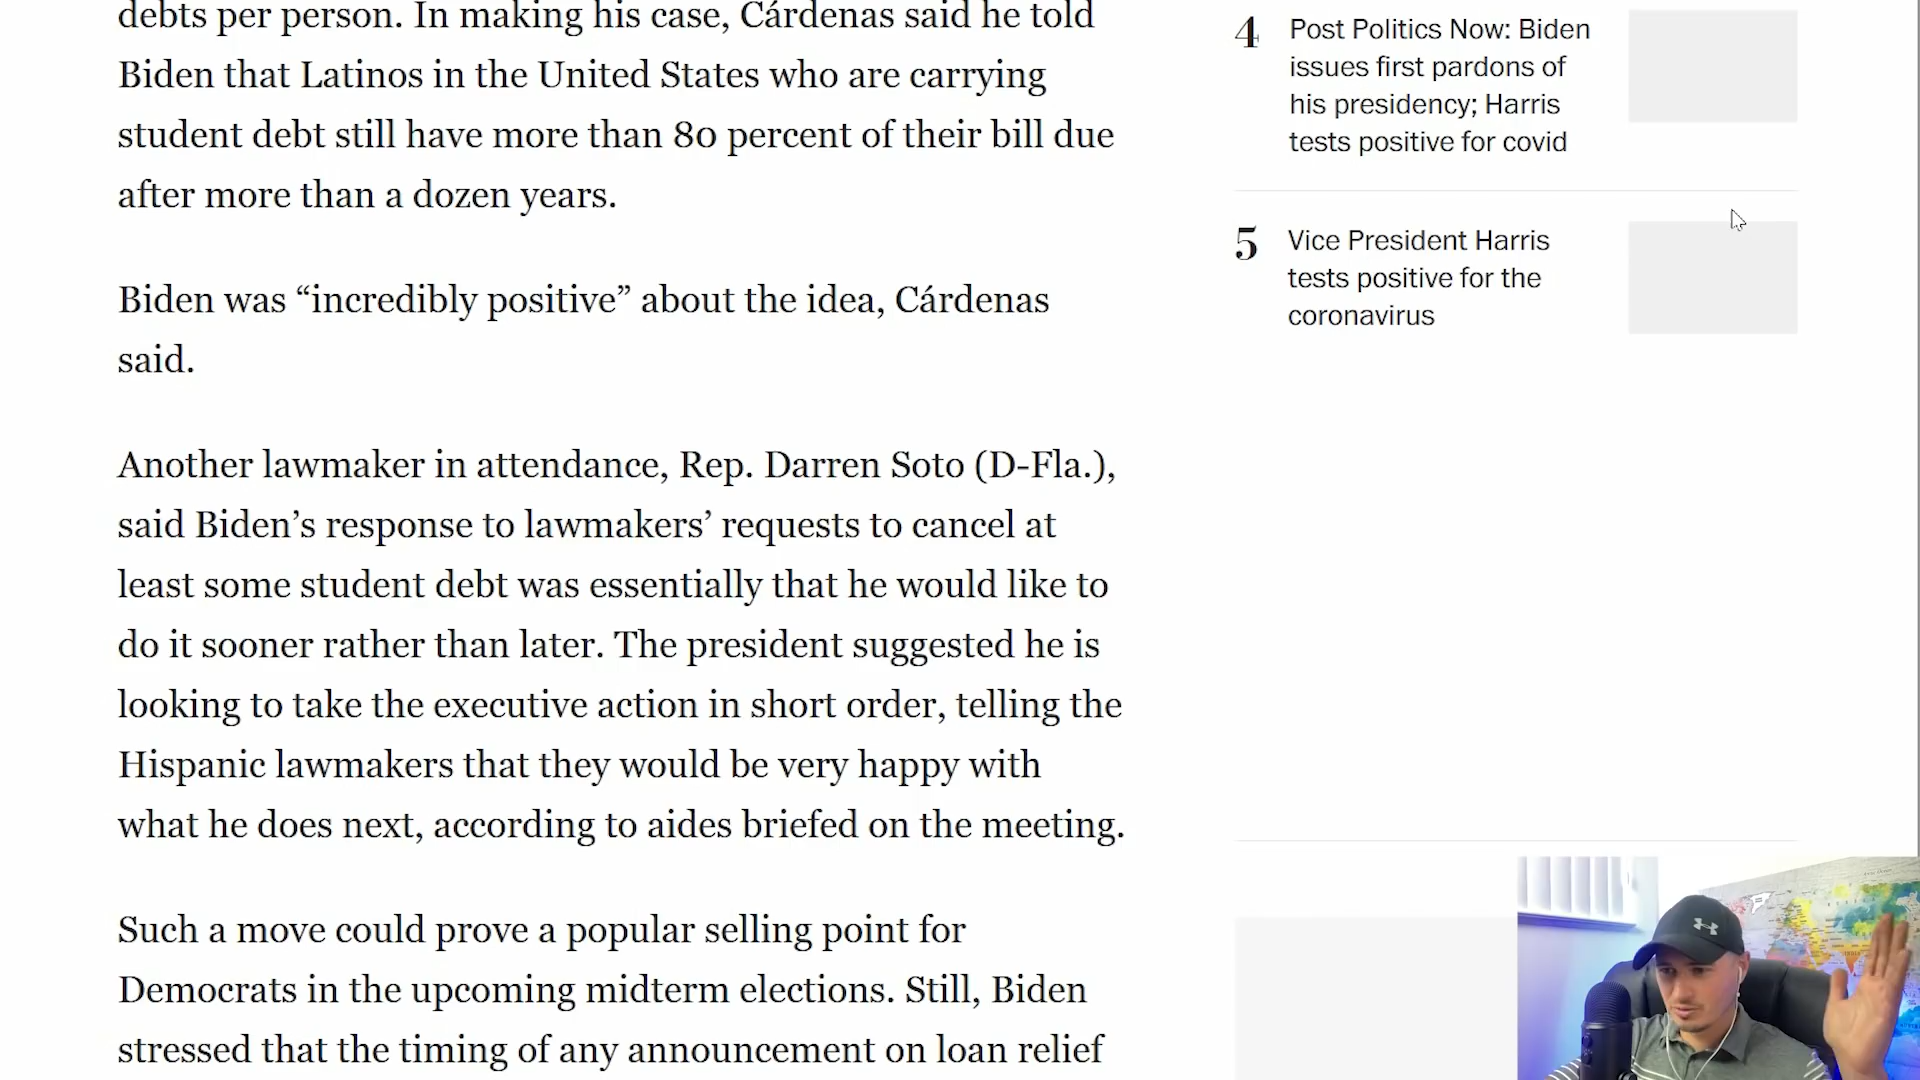 debts per person. In making his case, Cárdenas said he told
Biden that Latinos in the United States who are carrying
student debt still have more than 80 percent of their bill due
after more than a dozen years.
Biden was “incredibly positive” about the idea, Cárdenas
said.
Another lawmaker in attendance, Rep. Darren Soto (D-Fla.),
said Biden’s response to lawmakers’ requests to cancel at
least some student debt was essentially that he would like to
do it sooner rather than later. The president suggested he is
looking to take the executive action in short order, telling the
Hispanic lawmakers that they would be very happy with
what he does next, according to aides briefed on the meeting.
Such a move could prove a popular selling point for
Democrats in the upcoming midterm elections. Still, Biden
stressed that the timing of any announcement on loan relief
4
Post Politics Now: Biden
issues first pardons of
his presidency; Harris
tests positive for covid
5
Vice President Harris
tests positive for the
coronavirus